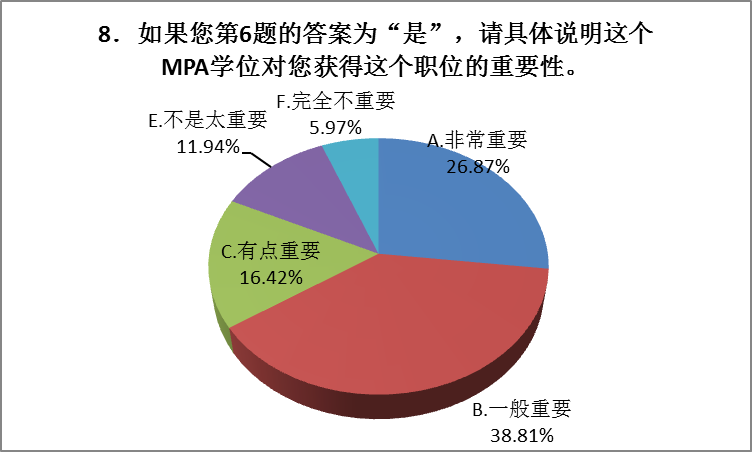 8．如果您第6题的答案为“是”，请具体说明这个
MPA学位对您获得这个职位的重要性。
F.完全不重要
5.97%
E.不是太重要
11.94%
A.非常重要
26.87%
C.有点重要
16.42%
B.一般重要
38.81%